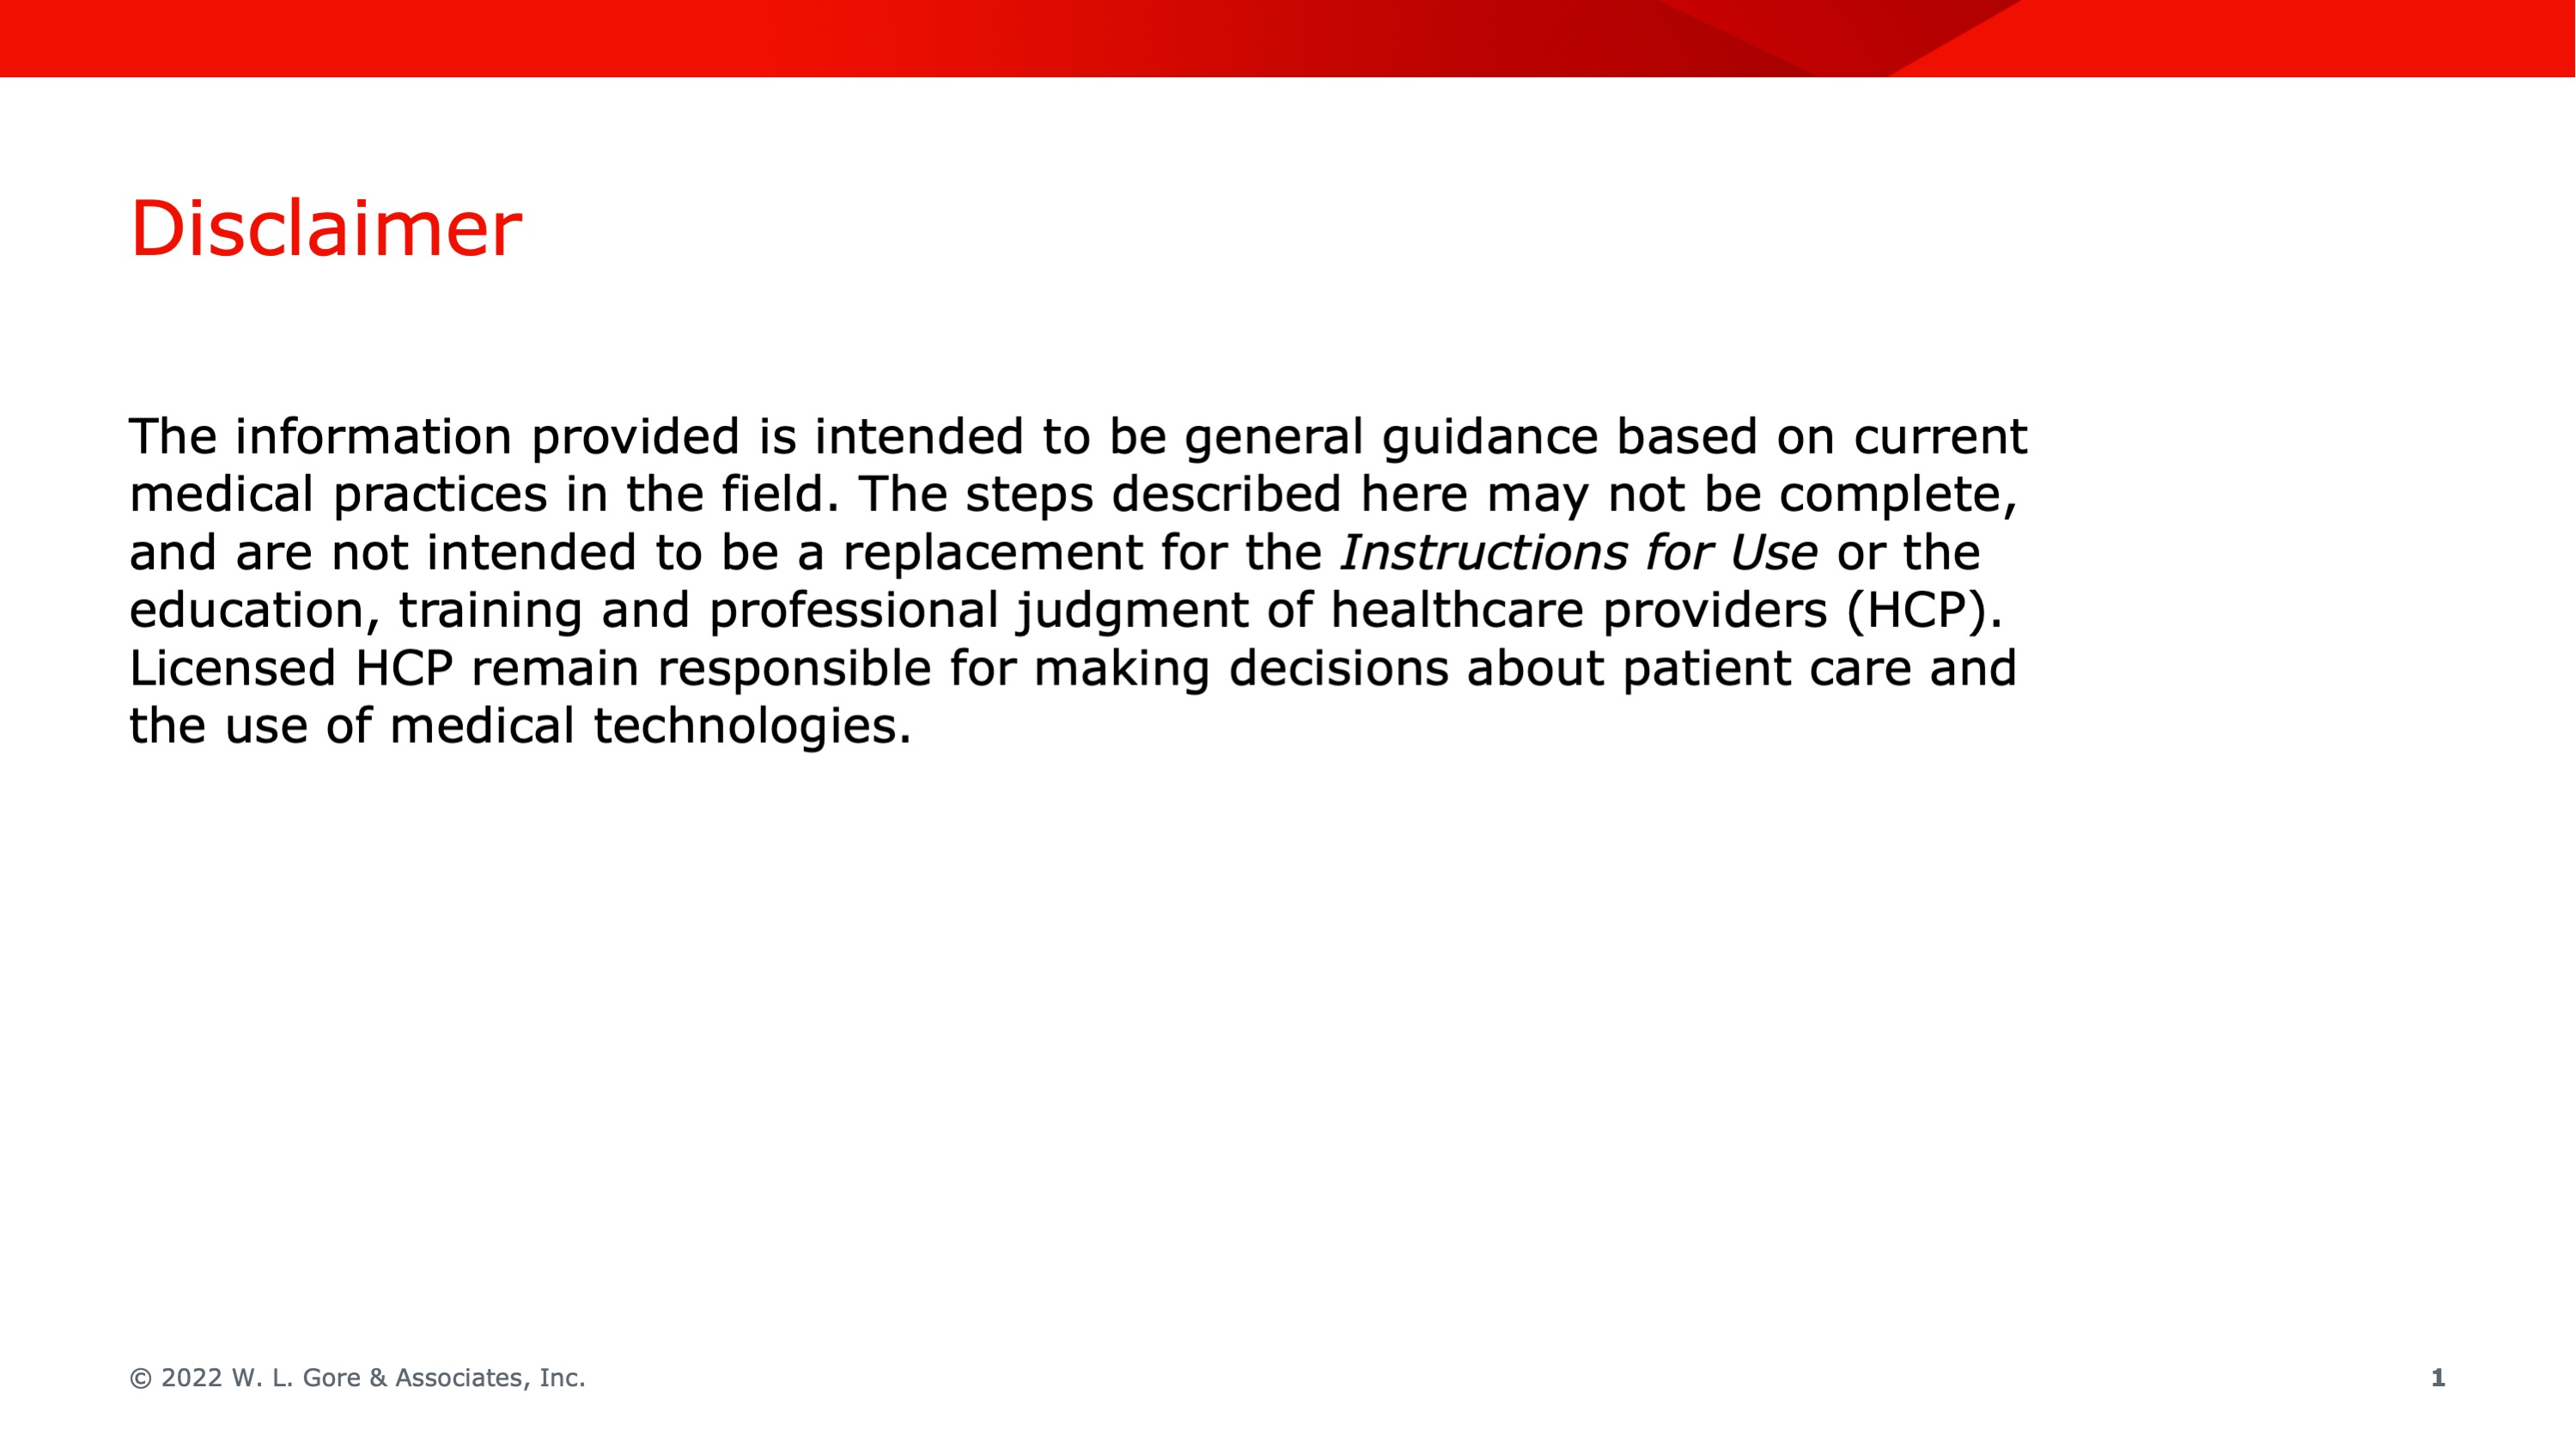 Disclaimer
The information provided is intended to be general guidance based on current
medical practices in the field. The steps described here may not be complete,
and are not intended to be a replacement for the Instructions for Use or the
education, training and professional judgment of healthcare providers (HCP).
Licensed HCP remain responsible for making decisions about patient care and
the use of medical technologies.
© 2022 W. L. Gore & Associates, Inc.
1